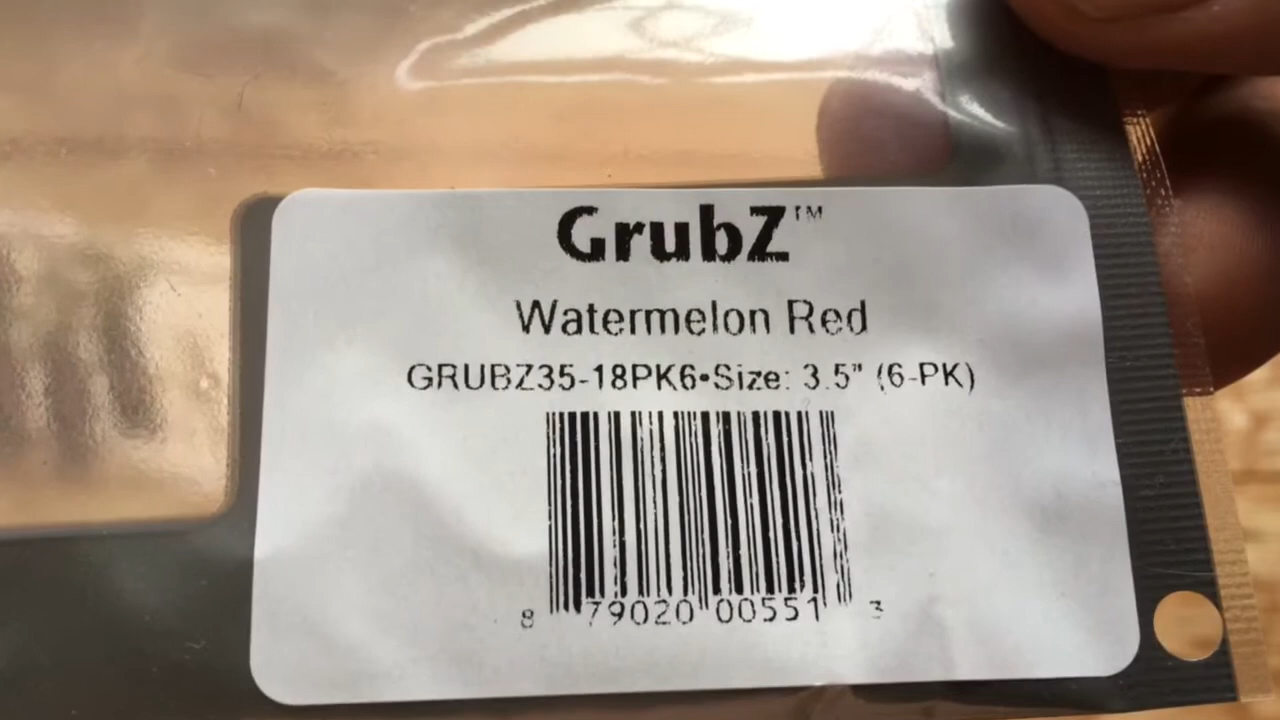 GrubZ™
Watermelon Red
GRUBZ35-18PK6•Size: 3.5" (6-PK)
8 79020 00551 3